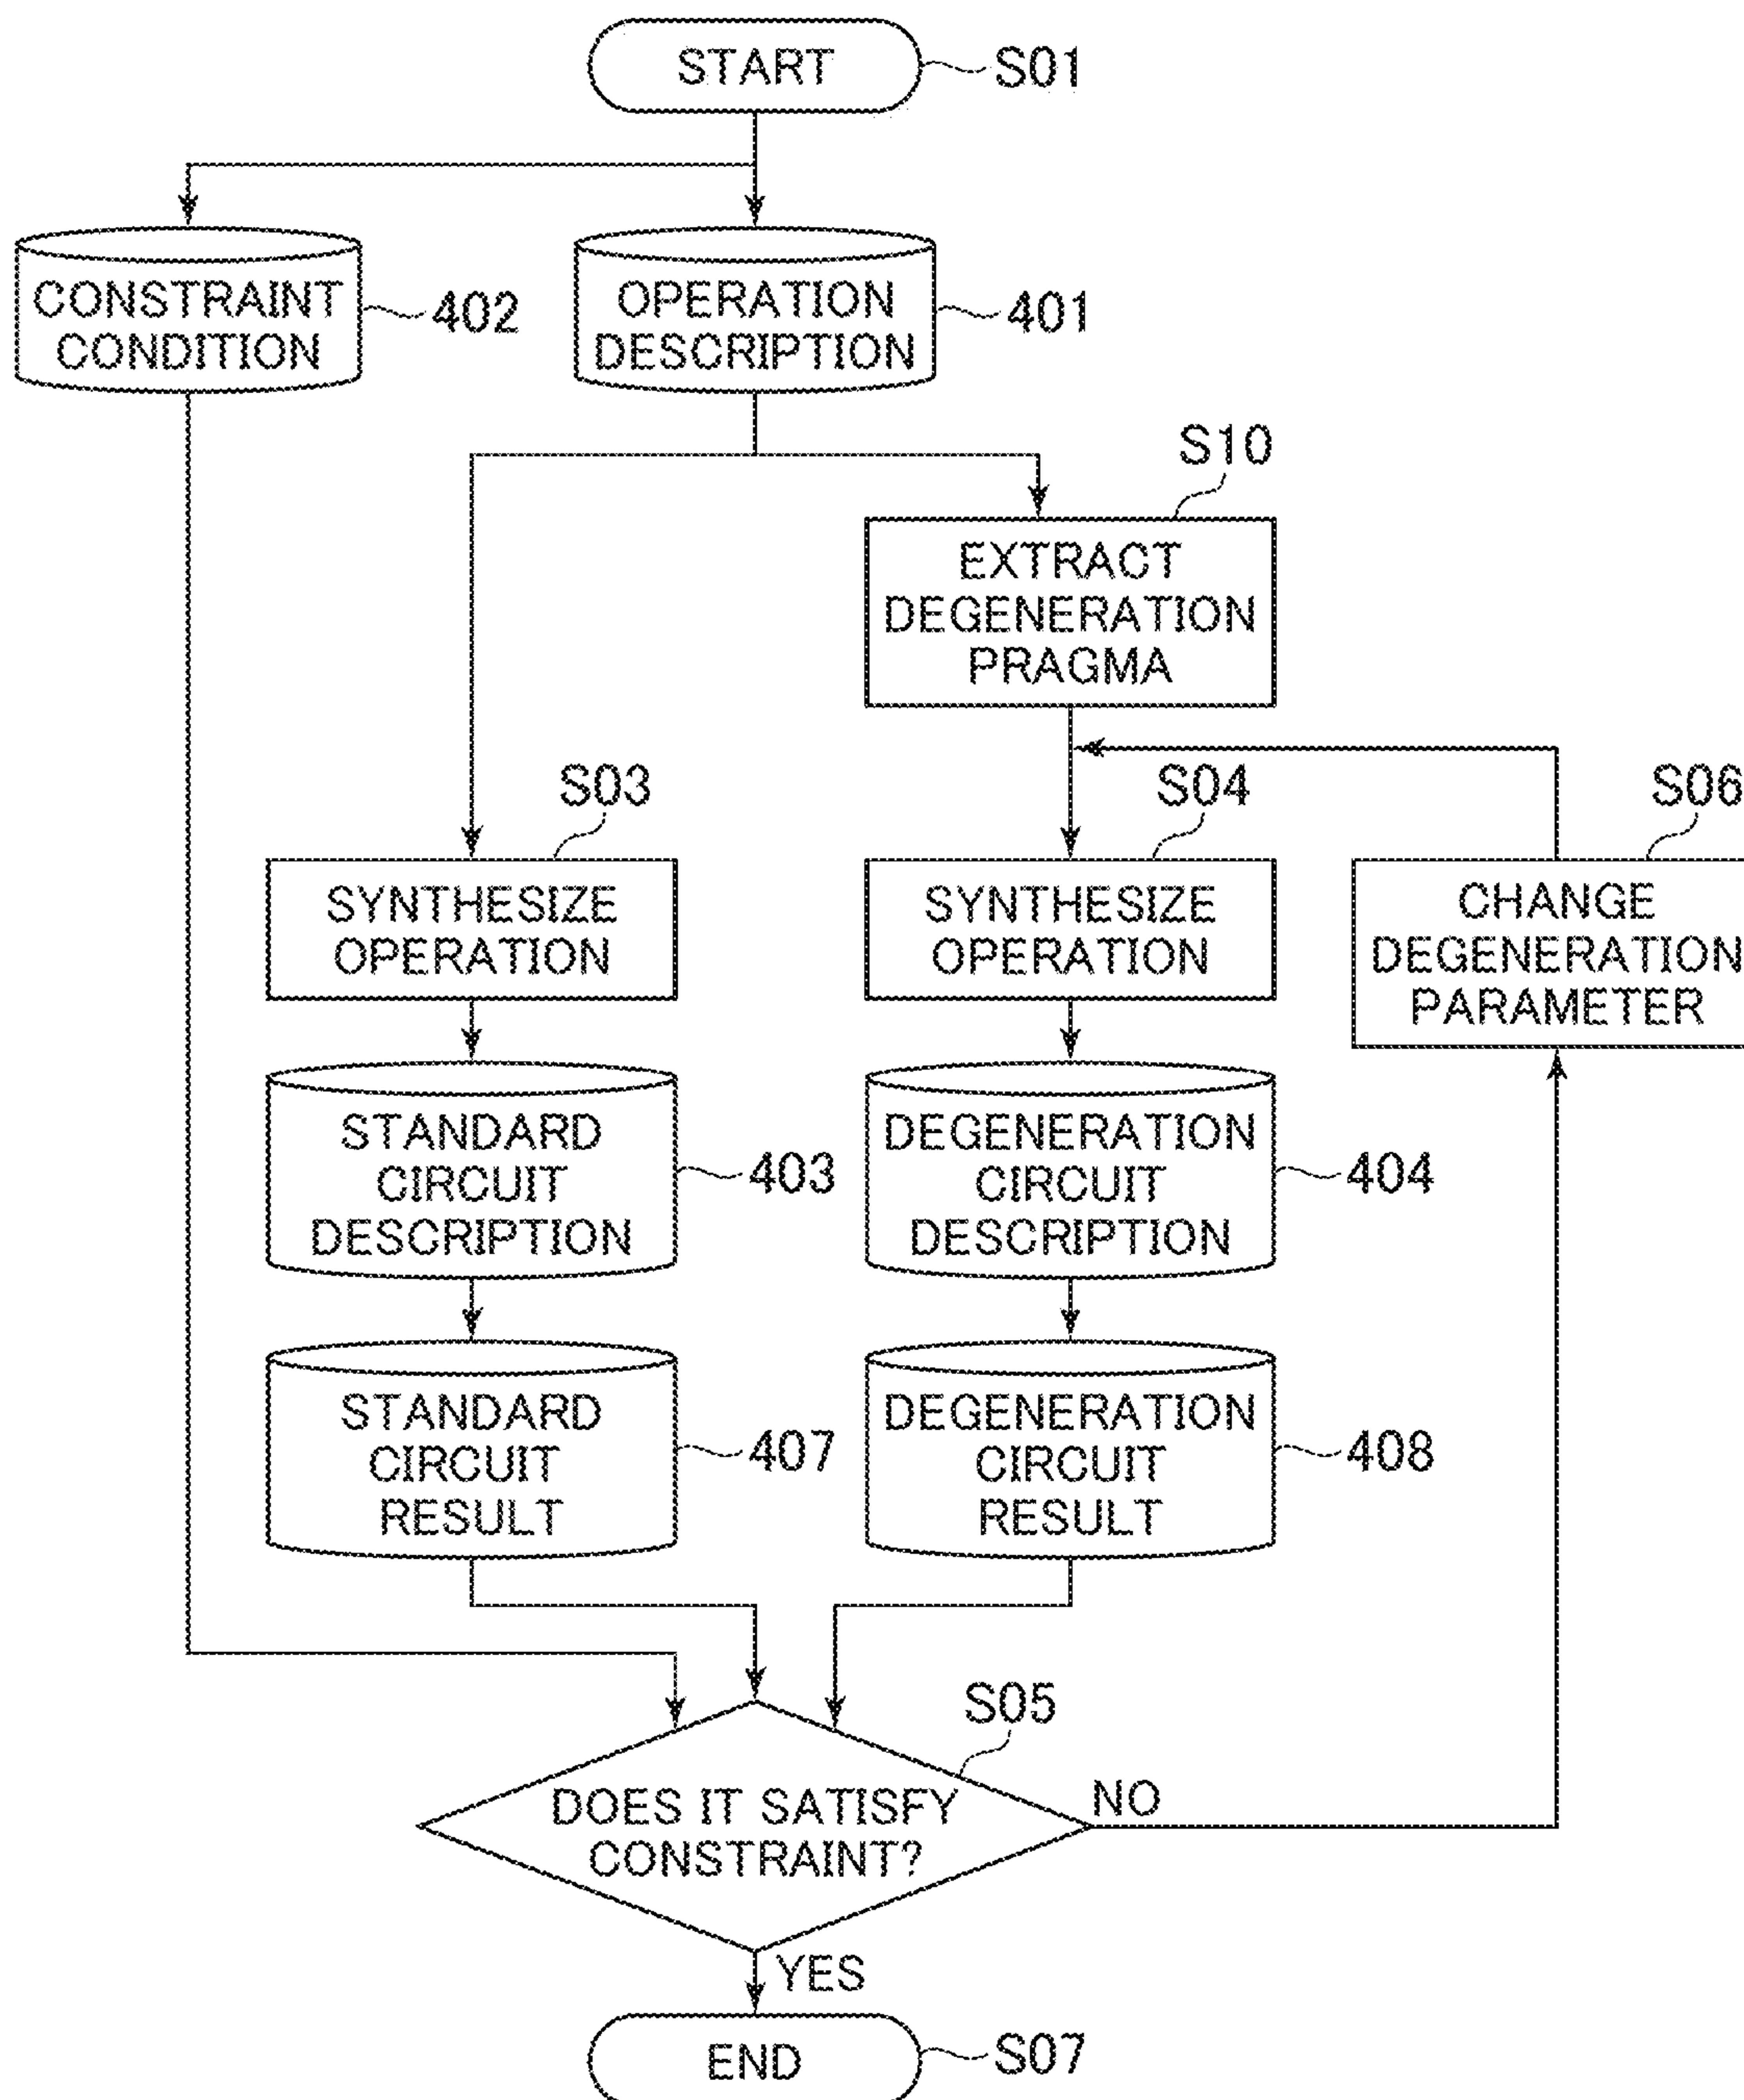 START
S01
CONSTRAINT
CONDITION
402
OPERATION
DESCRIPTION
401
S10
EXTRACT
DEGENERATION
PRAGMA
S03
S04
S06
SYNTHESIZE
OPERATION
SYNTHESIZE
OPERATION
CHANGE
DEGENERATION
PARAMETER
STANDARD
CIRCUIT
DESCRIPTION
403
DEGENERATION
CIRCUIT
DESCRIPTION
404
STANDARD
CIRCUIT
RESULT
407
DEGENERATION
CIRCUIT
RESULT
408
S05
DOES IT SATISFY
CONSTRAINT?
NO
YES
END
S07